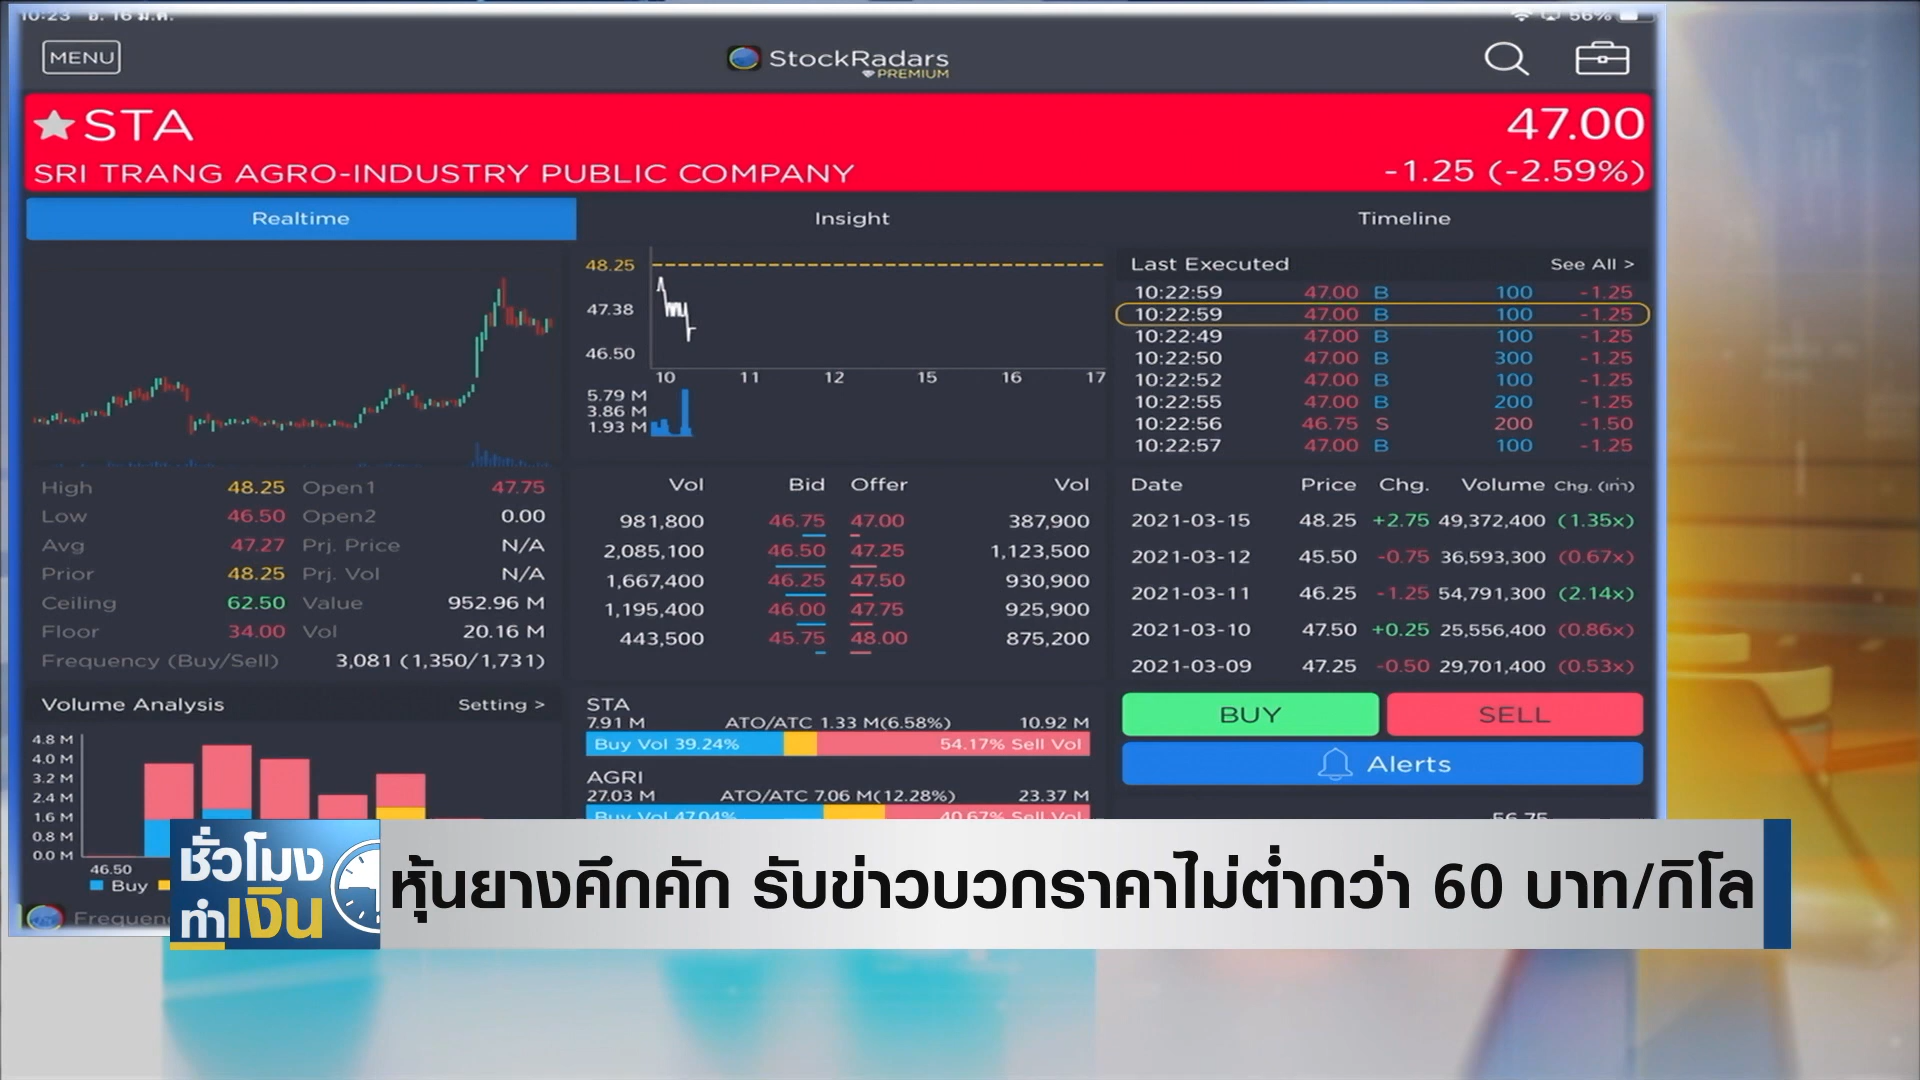 10:23 อ. 16 มี.ค.
56%
MENU
StockRadars
PREMIUM
STA
47.00
SRI TRANG AGRO-INDUSTRY PUBLIC COMPANY
-1.25 (-2.59%)
Realtime
Insight
Timeline
48.25
47.38
46.50
10 11 12 15 16 17
5.79 M
3.86 M
1.93 M
Last Executed See All >
10:22:59 47.00 B 100 -1.25
10:22:59 47.00 B 100 -1.25
10:22:49 47.00 B 100 -1.25
10:22:50 47.00 B 300 -1.25
10:22:52 47.00 B 100 -1.25
10:22:55 47.00 B 200 -1.25
10:22:56 46.75 S 200 -1.50
10:22:57 47.00 B 100 -1.25
High 48.25 Open1 47.75
Low 46.50 Open2 0.00
Avg 47.27 Prj. Price N/A
Prior 48.25 Prj. Vol N/A
Ceiling 62.50 Value 952.96 M
Floor 34.00 Vol 20.16 M
Frequency (Buy/Sell) 3,081 (1,350/1,731)
Vol Bid Offer Vol
981,800 46.75 47.00 387,900
2,085,100 46.50 47.25 1,123,500
1,667,400 46.25 47.50 930,900
1,195,400 46.00 47.75 925,900
443,500 45.75 48.00 875,200
Date Price Chg. Volume Chg. (เท่า)
2021-03-15 48.25 +2.75 49,372,400 (1.35x)
2021-03-12 45.50 -0.75 36,593,300 (0.67x)
2021-03-11 46.25 -1.25 54,791,300 (2.14x)
2021-03-10 47.50 +0.25 25,556,400 (0.86x)
2021-03-09 47.25 -0.50 29,701,400 (0.53x)
Volume Analysis Setting >
4.8 M
4.0 M
3.2 M
2.4 M
1.6 M
0.8 M
0.0 M
46.50
Buy
STA
7.91 M ATO/ATC 1.33 M(6.58%) 10.92 M
Buy Vol 39.24% 54.17% Sell Vol
AGRI
27.03 M ATO/ATC 7.06 M(12.28%) 23.37 M
Buy Vol 47.04% 40.67% Sell Vol
BUY
SELL
Alerts
56.75
ชั่วโมง
ทำเงิน
หุ้นยางคึกคัก รับข่าวบวกราคาไม่ต่ำกว่า 60 บาท/กิโล